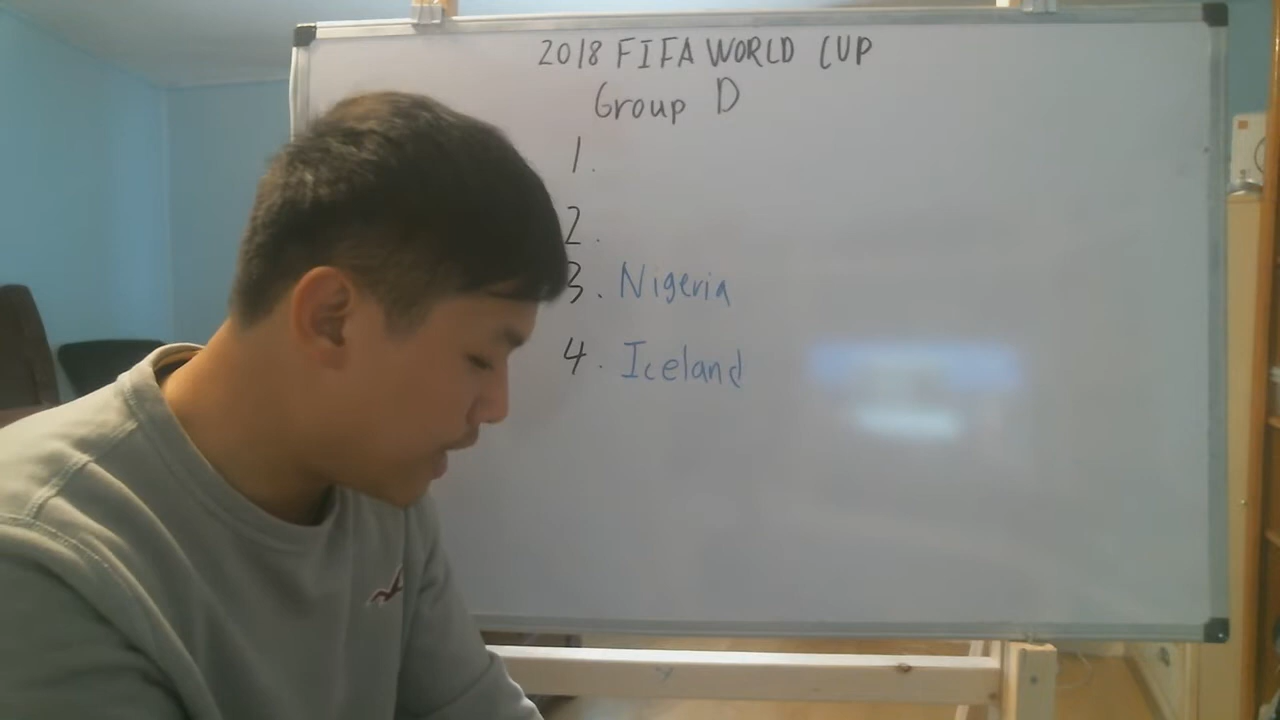 2018 FIFA WORLD CUP
Group D
1.
2.
3. Nigeria
4. Iceland